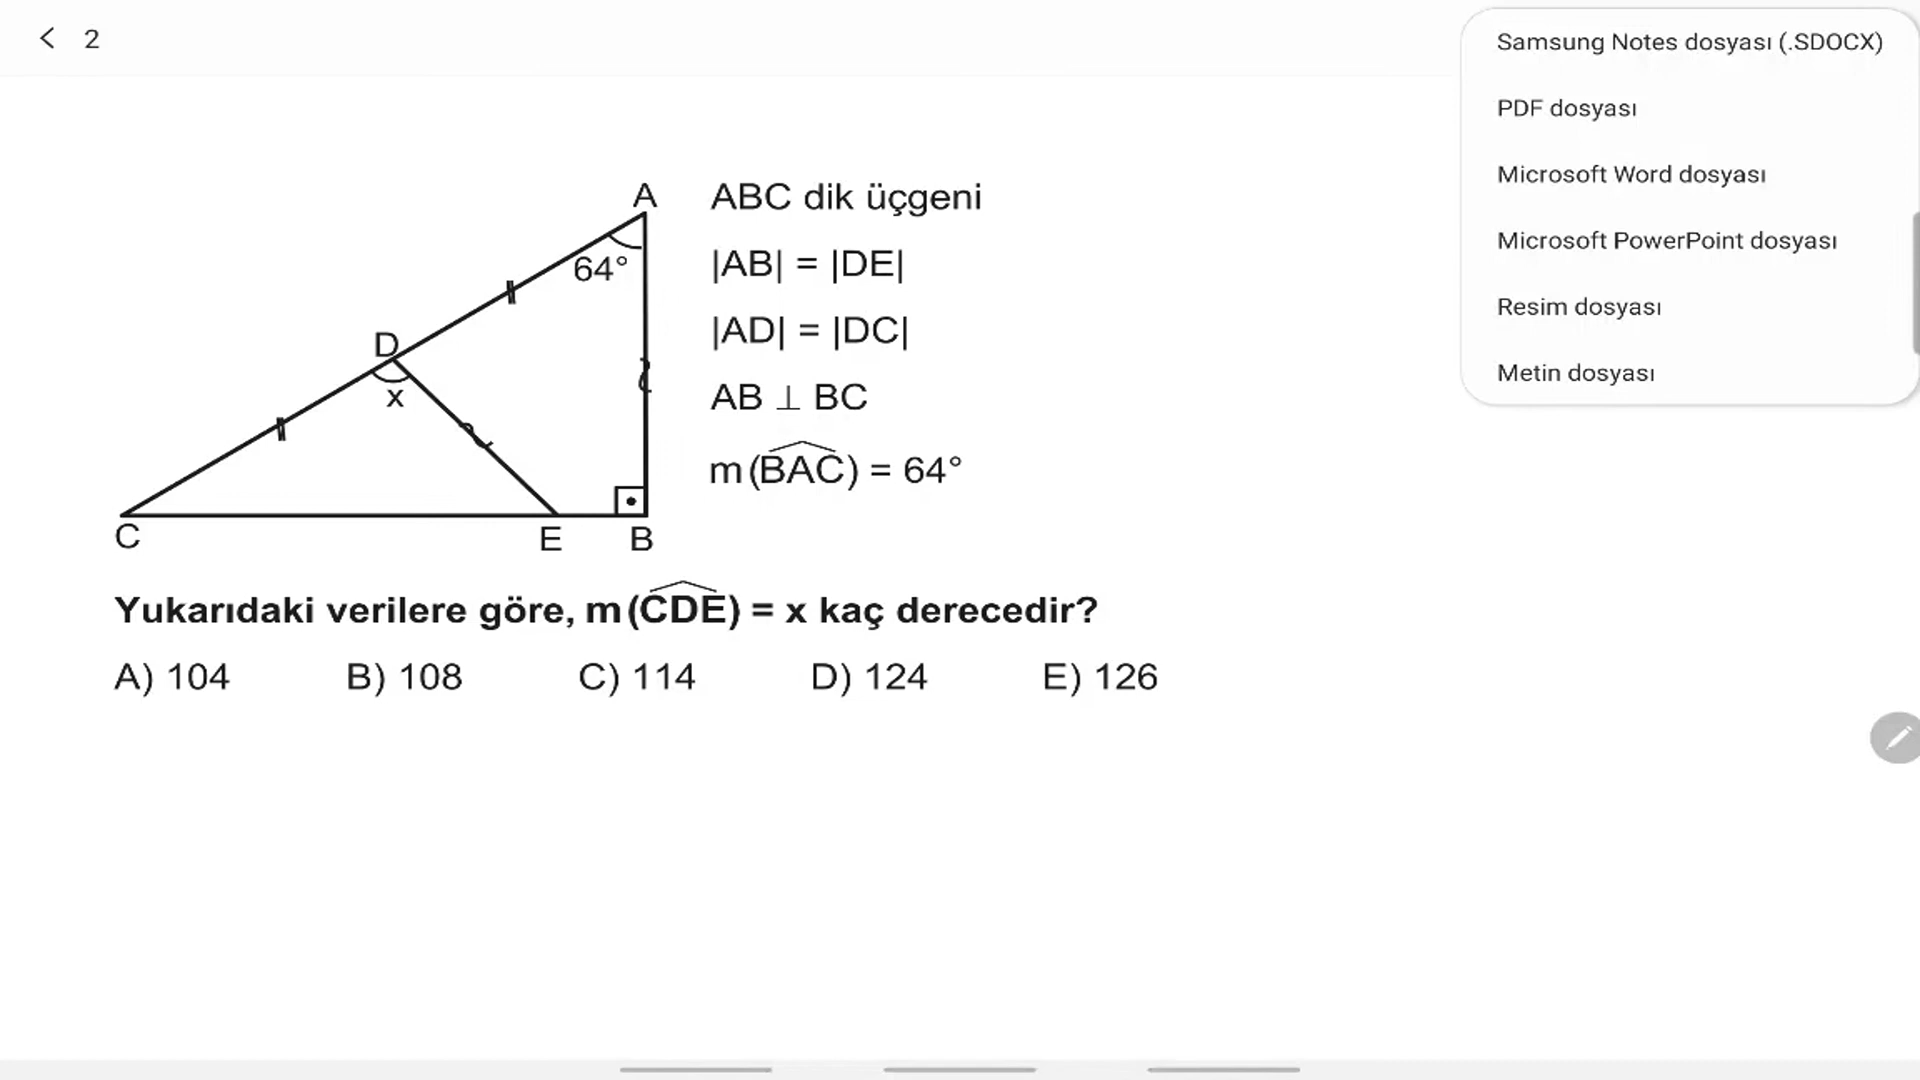 2
Samsung Notes dosyası (.SDOCX)
PDF dosyası
Microsoft Word dosyası
Microsoft PowerPoint dosyası
Resim dosyası
Metin dosyası
A
64°
D
x
C
E
B
ABC dik üçgeni
|AB| = |DE|
|AD| = |DC|
AB ⊥ BC
m(BAC) = 64°
Yukarıdaki verilere göre, m(CDE) = x kaç derecedir?
A) 104 B) 108 C) 114 D) 124 E) 126